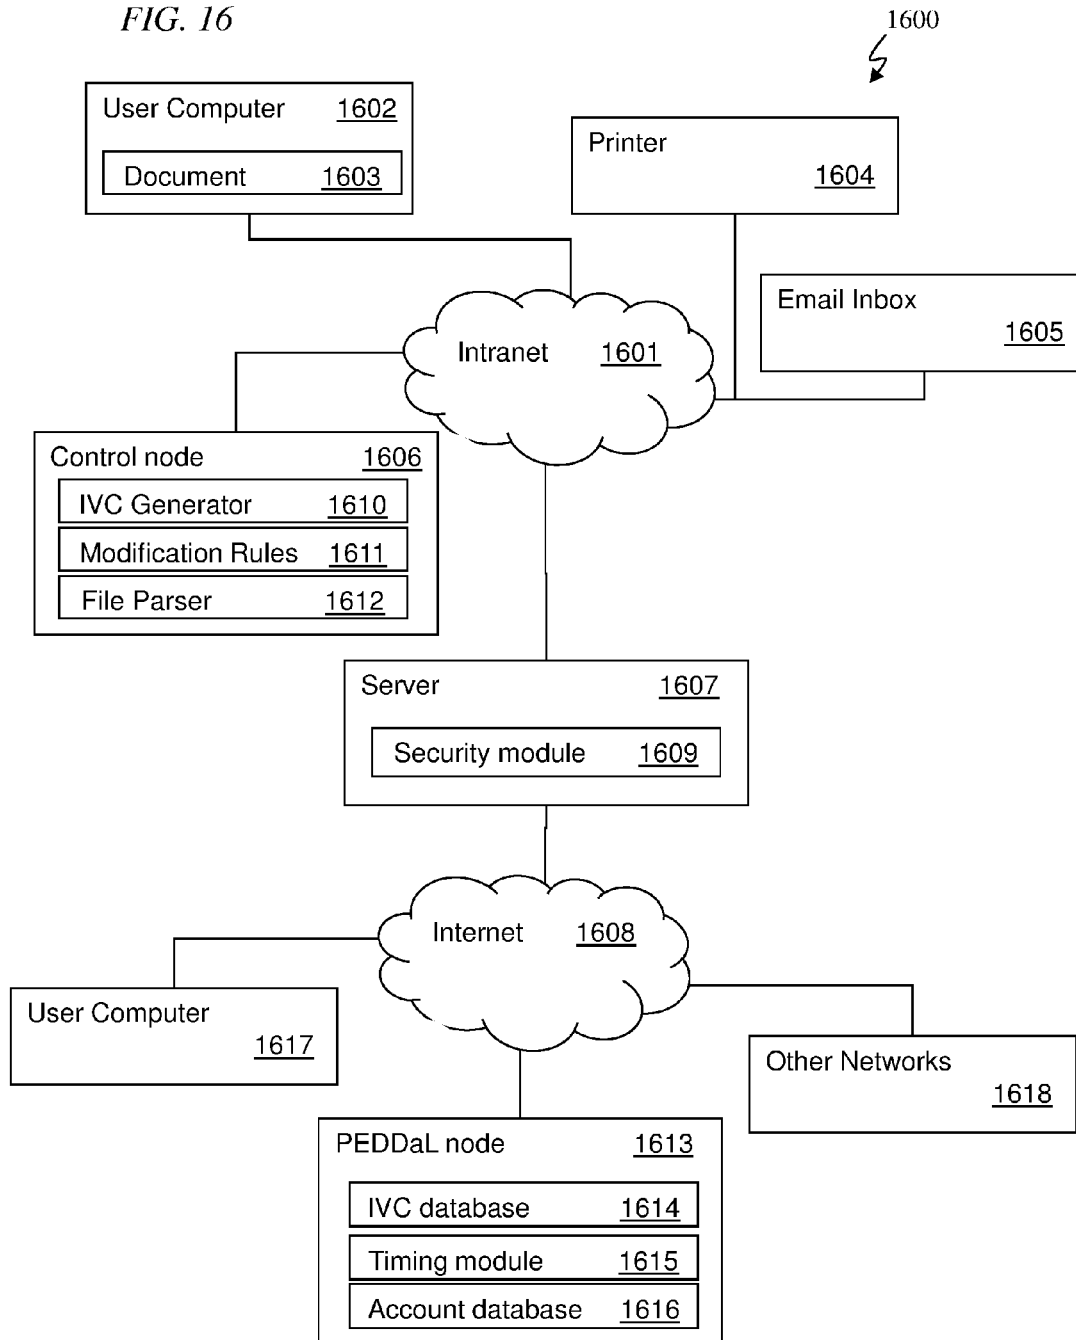 FIG. 16
1600
User Computer 1602
Document 1603
Printer
1604
Email Inbox
1605
Intranet 1601
Control node 1606
IVC Generator 1610
Modification Rules 1611
File Parser 1612
Server 1607
Security module 1609
Internet 1608
User Computer
1617
Other Networks
1618
PEDDaL node 1613
IVC database 1614
Timing module 1615
Account database 1616